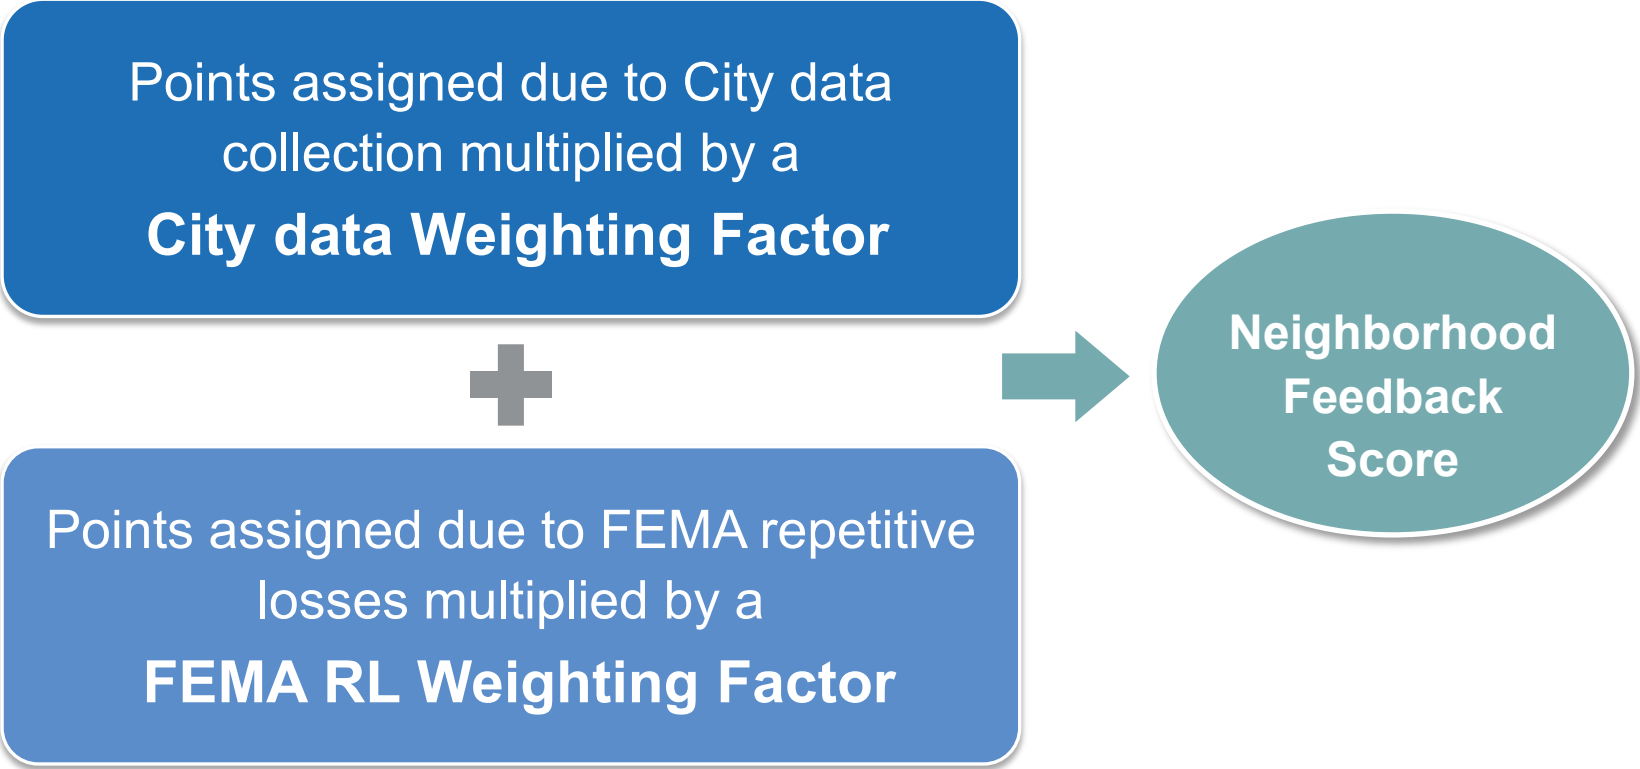 Points assigned due to City data
collection multiplied by a
City data Weighting Factor
Points assigned due to FEMA repetitive
losses multiplied by a
FEMA RL Weighting Factor
Neighborhood
Feedback
Score